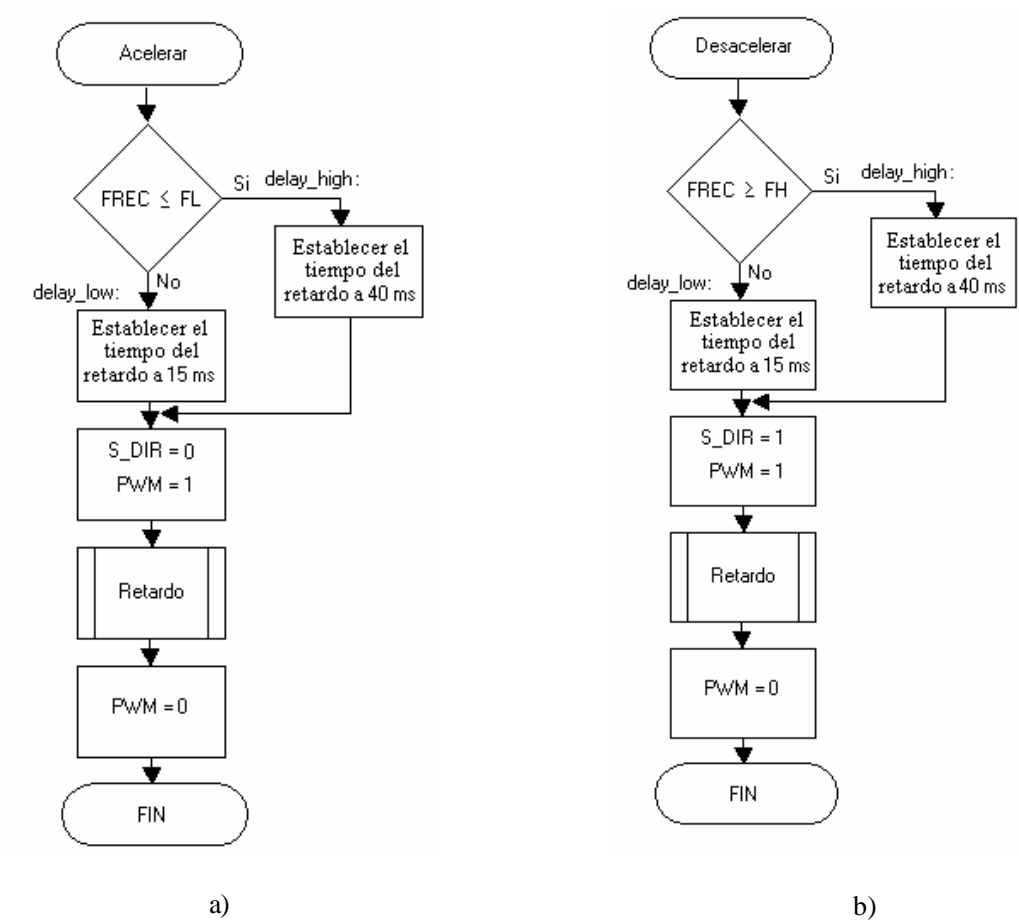 Acelerar
FREC ≤ FL
Si
delay_high:
Establecer el
tiempo del
retardo a 40 ms
No
delay_low:
Establecer el
tiempo del
retardo a 15 ms
S_DIR = 0
PWM = 1
Retardo
PWM = 0
FIN
a)
Desacelerar
FREC ≥ FH
Si
delay_high:
Establecer el
tiempo del
retardo a 40 ms
No
delay_low:
Establecer el
tiempo del
retardo a 15 ms
S_DIR = 1
PWM = 1
Retardo
PWM = 0
FIN
b)